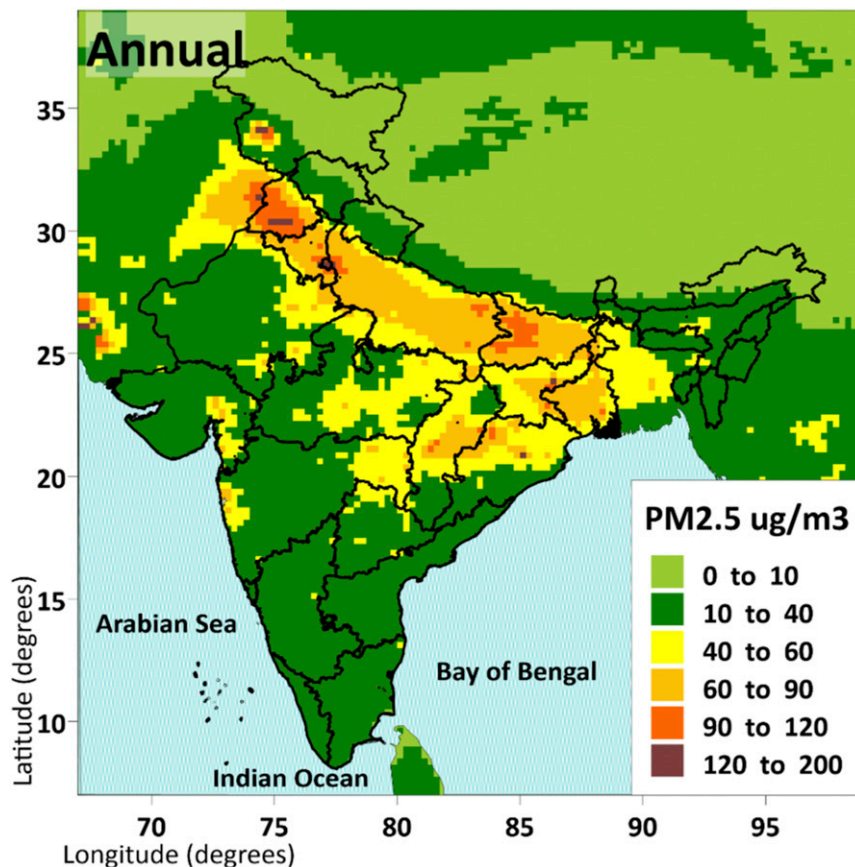 Annual
35
30
25
20
15
10
Latitude (degrees)
Arabian Sea
Bay of Bengal
Indian Ocean
PM2.5 ug/m3
0 to 10
10 to 40
40 to 60
60 to 90
90 to 120
120 to 200
70 75 80 85 90 95
Longitude (degrees)